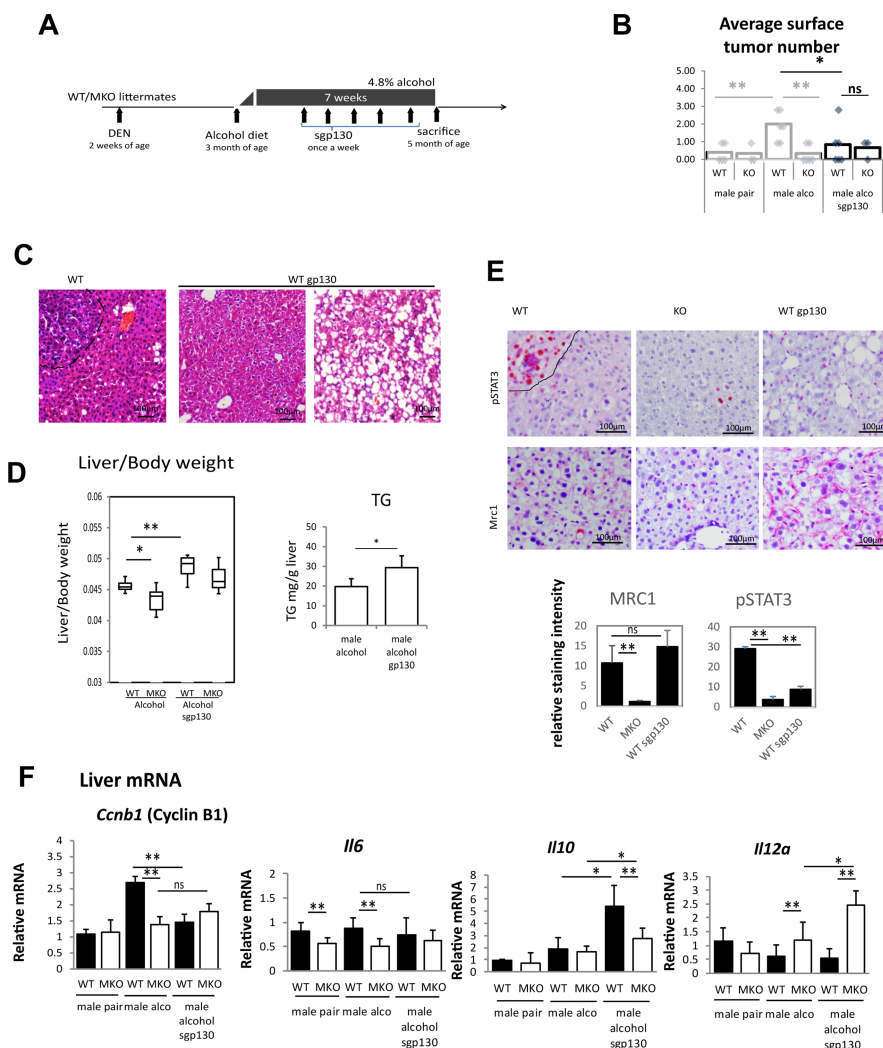 A
4.8% alcohol
WT/MKO littermates
7 weeks
DEN
2 weeks of age
Alcohol diet
3 month of age
sgp130
once a week
sacrifice
5 month of age
B
Average surface
tumor number
*
** ** ns
5.00
4.00
3.00
2.00
1.00
0.00
WT KO WT KO WT KO
male pair male alco male alco
sgp130
C
WT WT gp130
100µm 100µm 100µm
D
Liver/Body weight
Liver/Body weight
0.06
0.055
0.05
0.045
0.04
0.035
0.03
**
*
WT MKO WT MKO
Alcohol Alcohol
sgp130
TG
TG mg/g liver
50
40
30
20
10
0
*
male
alcohol
male
alcohol
gp130
E
WT KO WT gp130
pSTAT3
100µm 100µm 100µm
Mrc1
100µm 100µm 100µm
relative staining intensity
MRC1
20
15
10
5
0
ns
**
WT MKO WT sgp130
pSTAT3
40
30
20
10
0
** **
WT MKO WT sgp130
F Liver mRNA
Ccnb1 (Cyclin B1)
Relative mRNA
4
3.5
3
2.5
2
1.5
1
0.5
0
**
**
ns
WT MKO WT MKO WT MKO
male pair male alco male
alcohol
sgp130
Il6
Relative mRNA
2
1.5
1
0.5
0
** ** ns
WT MKO WT MKO WT MKO
male pair male alco male
alcohol
sgp130
Il10
Relative mRNA
8
7
6
5
4
3
2
1
0
*
* **
WT MKO WT MKO WT MKO
male pair male alco male
alcohol
sgp130
Il12a
Relative mRNA
3.5
3
2.5
2
1.5
1
0.5
0
*
** **
WT MKO WT MKO WT MKO
male pair male alco male
alcohol
sgp130